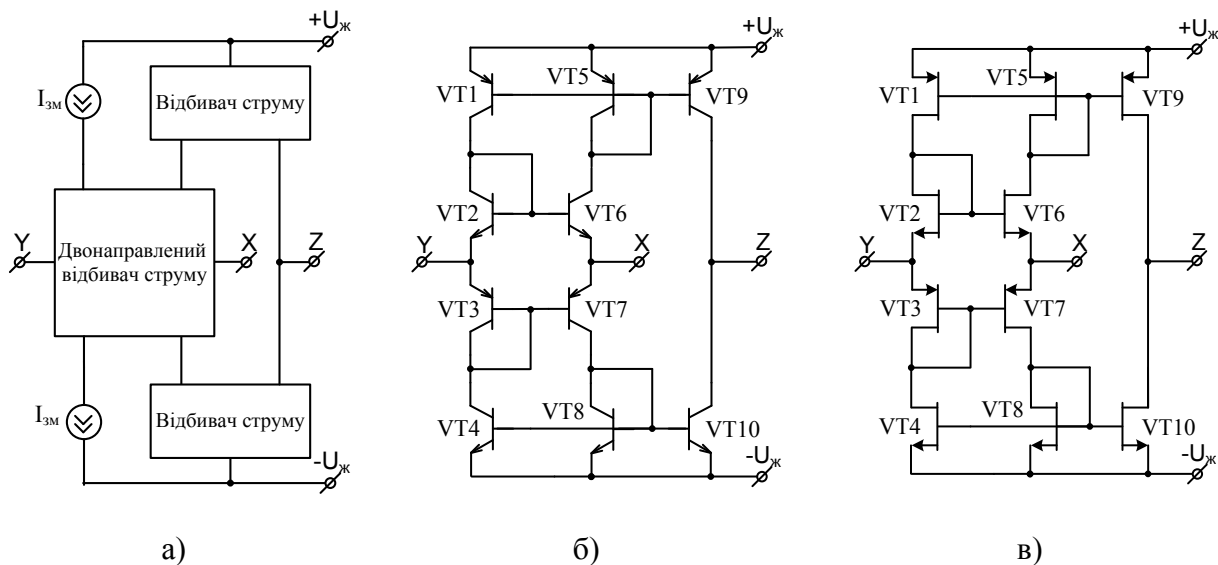 +Uж
Iзм
Відбивач струму
Y
Двонаправлений
відбивач струму
X
Z
Iзм
Відбивач струму
-Uж
а)
+Uж
VT1
VT5
VT9
VT2
VT6
Y
X
Z
VT3
VT7
VT4
VT8
VT10
-Uж
б)
+Uж
VT1
VT5
VT9
VT2
VT6
Y
X
Z
VT3
VT7
VT4
VT8
VT10
-Uж
в)